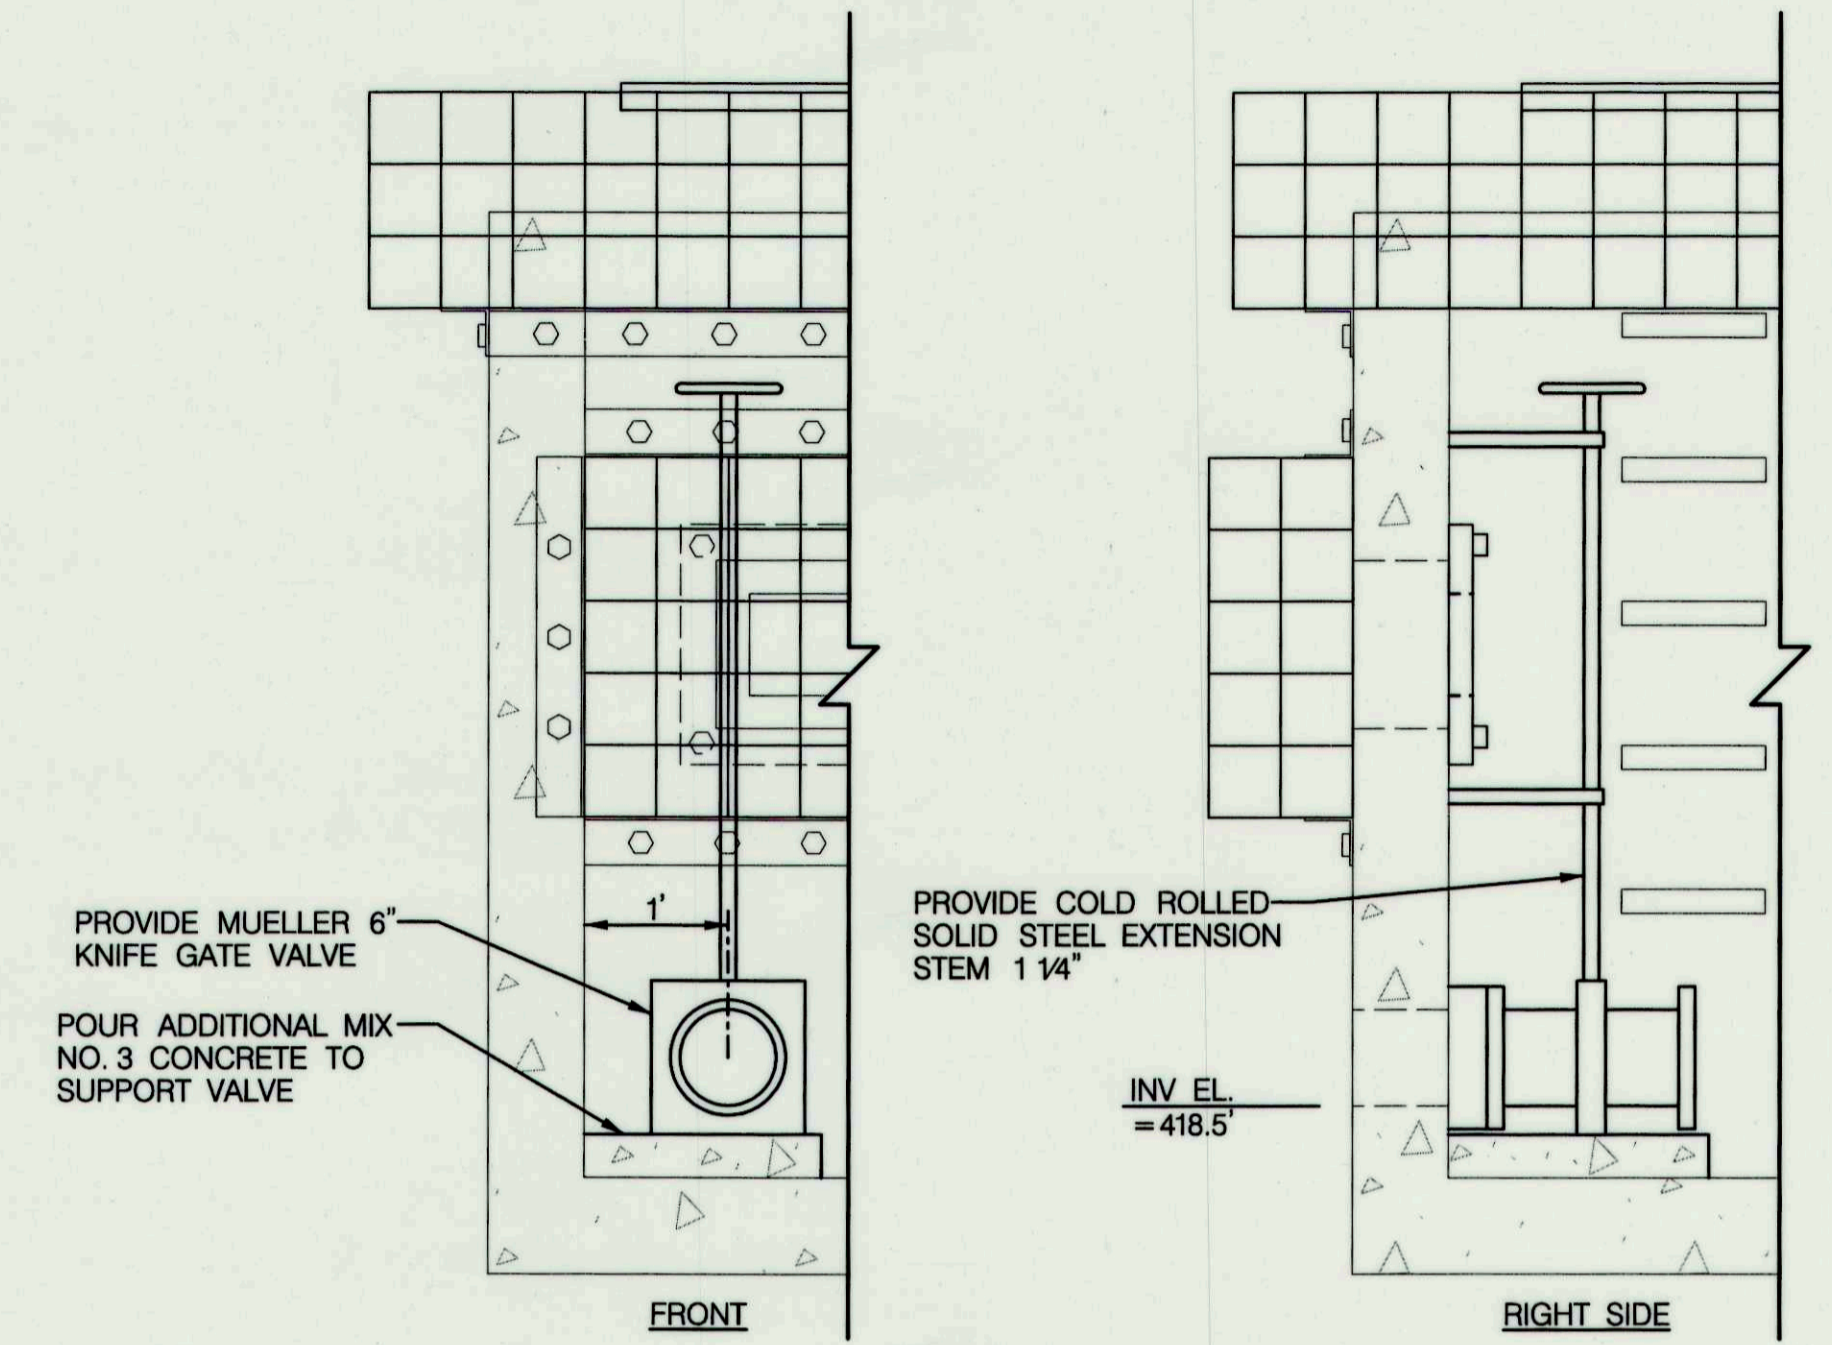 1'
PROVIDE MUELLER 6"
KNIFE GATE VALVE
POUR ADDITIONAL MIX
NO. 3 CONCRETE TO
SUPPORT VALVE
FRONT
PROVIDE COLD ROLLED
SOLID STEEL EXTENSION
STEM 1 1/4"
INV EL.
=418.5'
RIGHT SIDE